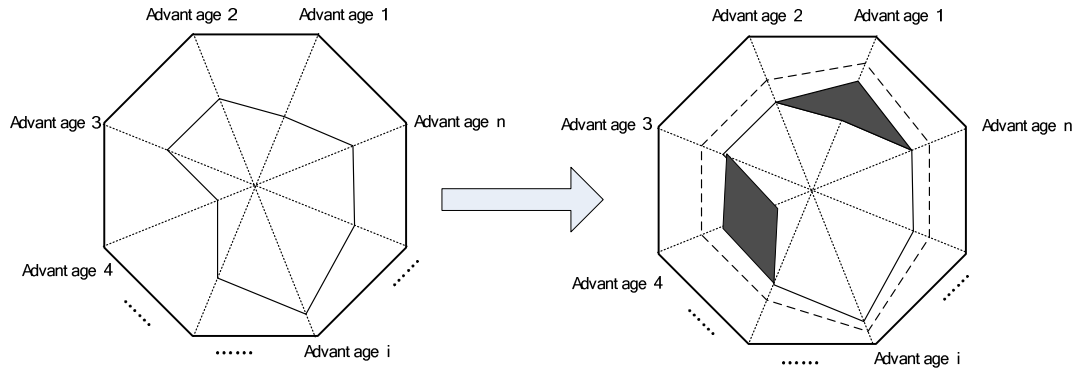 Advant age 2
Advant age 1
Advant age 3
Advant age n
Advant age 4
......
......
......
Advant age i
Advant age 2
Advant age 1
Advant age 3
Advant age n
Advant age 4
......
......
......
Advant age i